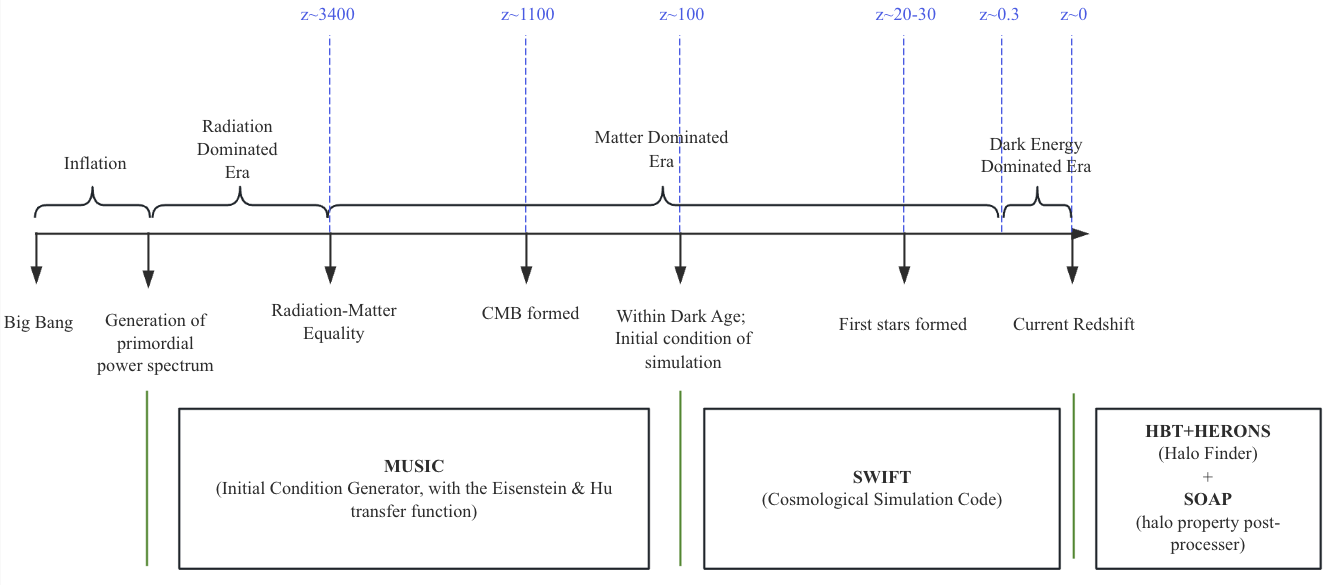 z~3400
z~1100
z~100
z~20-30
z~0.3
z~0
Inflation
Radiation
Dominated
Era
Matter Dominated
Era
Dark Energy
Dominated Era
Big Bang
Generation of
primordial
power spectrum
Radiation-Matter
Equality
CMB formed
Within Dark Age;
Initial condition of
simulation
First stars formed
Current Redshift
MUSIC
(Initial Condition Generator, with the Eisenstein & Hu
transfer function)
SWIFT
(Cosmological Simulation Code)
HBT+HERONS
(Halo Finder)
+
SOAP
(halo property post-
processer)